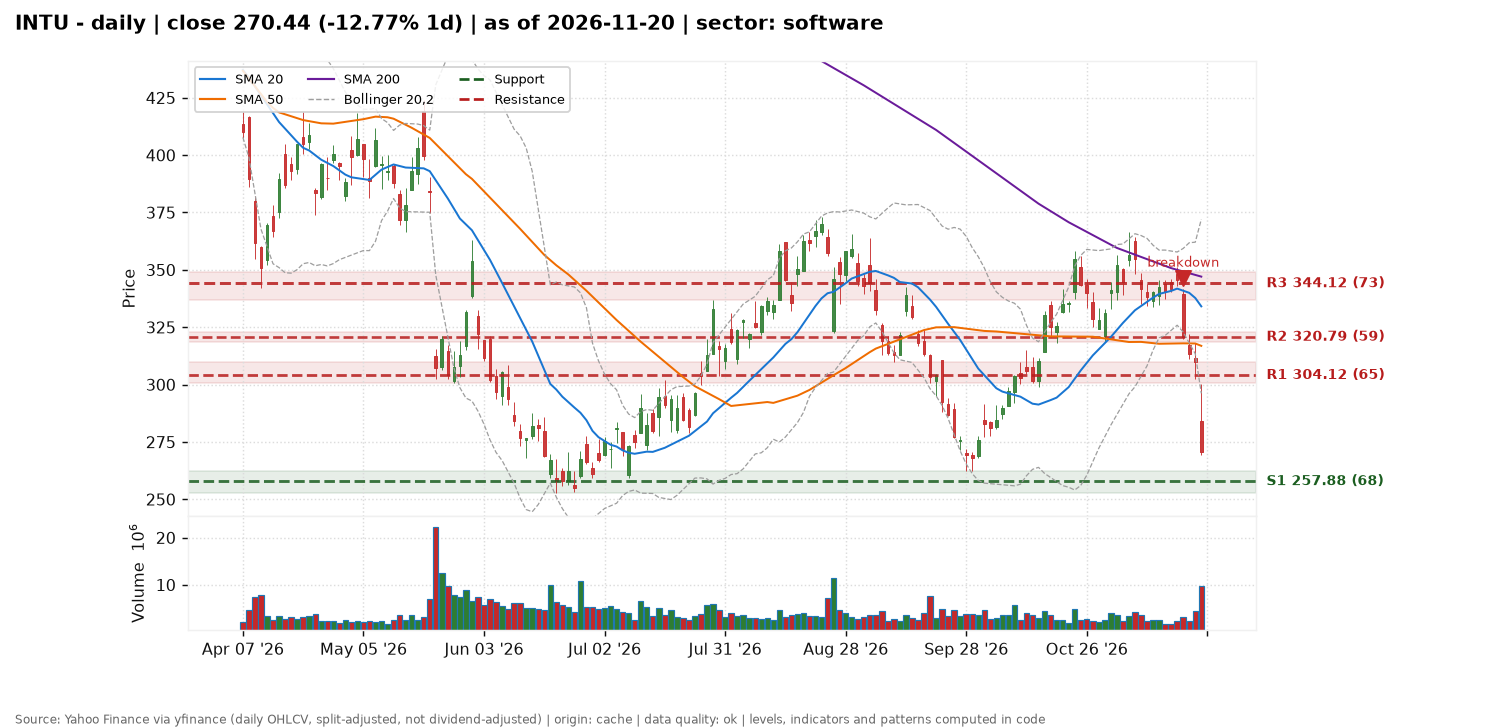 INTU - daily | close 270.44 (-12.77% 1d) | as of 2026-11-20 | sector: software
SMA 20
SMA 50
SMA 200
Bollinger 20,2
Support
Resistance
Price
425
400
375
350
325
300
275
250
breakdown
R3 344.12 (73)
R2 320.79 (59)
R1 304.12 (65)
S1 257.88 (68)
Volume 10⁶
20
10
Apr 07 '26
May 05 '26
Jun 03 '26
Jul 02 '26
Jul 31 '26
Aug 28 '26
Sep 28 '26
Oct 26 '26
Source: Yahoo Finance via yfinance (daily OHLCV, split-adjusted, not dividend-adjusted) | origin: cache | data quality: ok | levels, indicators and patterns computed in code